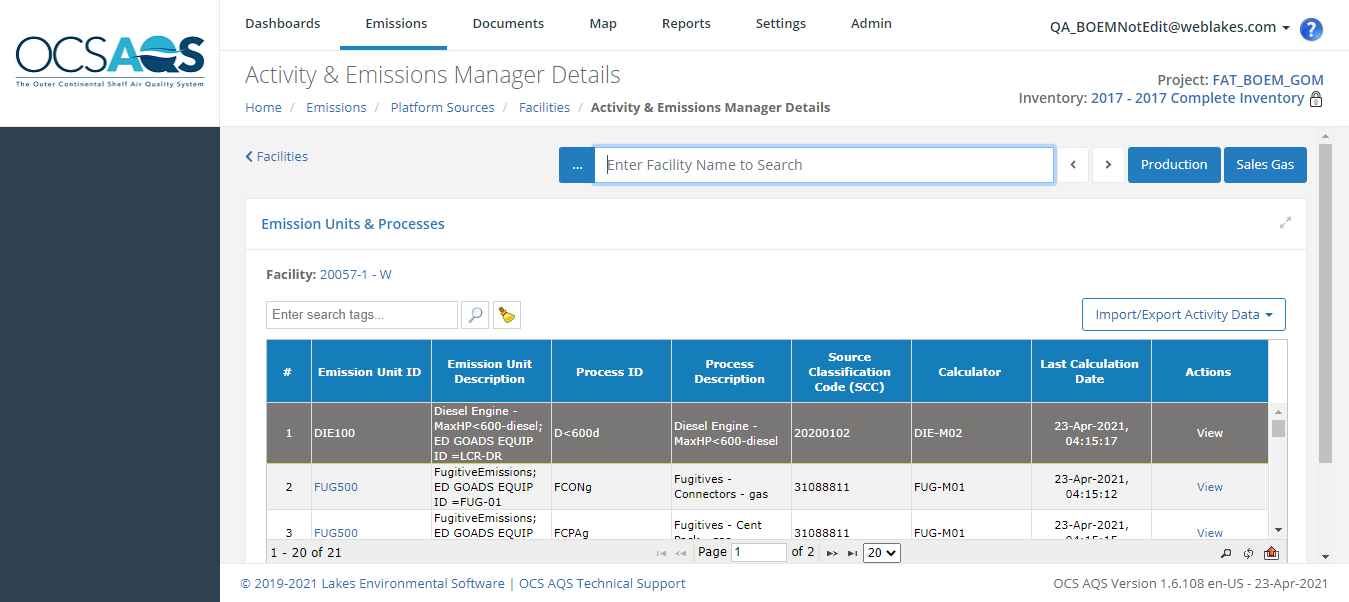 Dashboards Emissions Documents Map Reports Settings Admin QA_BOEMNotEdit@weblakes.com ?
OCSAQS
The Outer Continental Shelf Air Quality System
Activity & Emissions Manager Details
Home / Emissions / Platform Sources / Facilities / Activity & Emissions Manager Details
Project: FAT_BOEM_GOM
Inventory: 2017 - 2017 Complete Inventory
Facilities
... Enter Facility Name to Search < > Production Sales Gas
Emission Units & Processes
Facility: 20057-1 - W
Enter search tags...
Import/Export Activity Data
# Emission Unit ID Emission Unit Description Process ID Process Description Source Classification Code (SCC) Calculator Last Calculation Date Actions
1 DIE100 Diesel Engine - MaxHP<600-diesel; ED GOADS EQUIP ID =LCR-DR D<600d Diesel Engine - MaxHP<600-diesel 20200102 DIE-M02 23-Apr-2021, 04:15:17 View
2 FUG500 FugitiveEmissions; ED GOADS EQUIP ID =FUG-01 FCONg Fugitives - Connectors - gas 31088811 FUG-M01 23-Apr-2021, 04:15:12 View
3 FUG500 FugitiveEmissions; ED GOADS EQUIP FCPAg Fugitives - Cent 31088811 FUG-M01 23-Apr-2021, View
1 - 20 of 21
Page 1 of 2 20
© 2019-2021 Lakes Environmental Software | OCS AQS Technical Support
OCS AQS Version 1.6.108 en-US - 23-Apr-2021